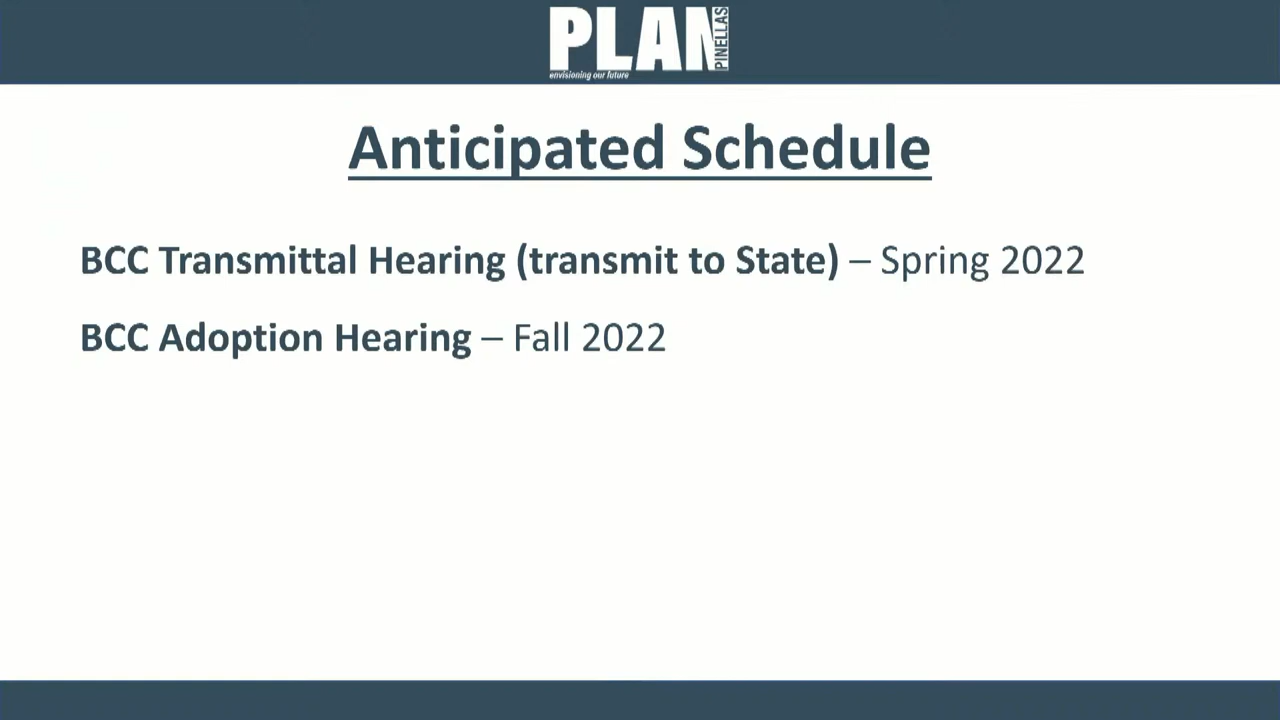 PLAN
PINELLAS
envisioning our future
Anticipated Schedule
BCC Transmittal Hearing (transmit to State) – Spring 2022
BCC Adoption Hearing – Fall 2022